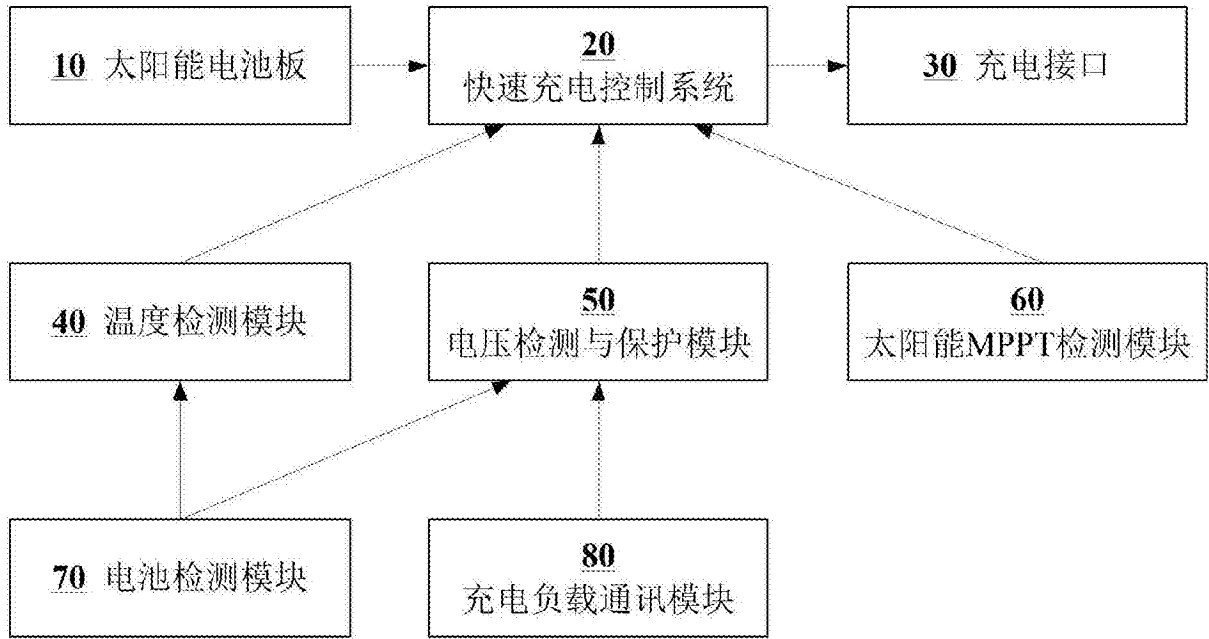 10 太阳能电池板
20
快速充电控制系统
30 充电接口
40 温度检测模块
50
电压检测与保护模块
60
太阳能MPPT检测模块
70 电池检测模块
80
充电负载通讯模块